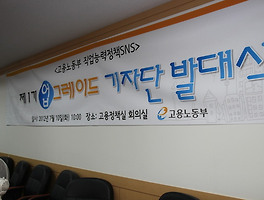 <고용노동부 직업능력정책SNS>
제1기 업그레이드 기자단 발대식
일시: 2012년 7월 10일(화) 10:00 장소: 고용정책실 회의실 고용노동부